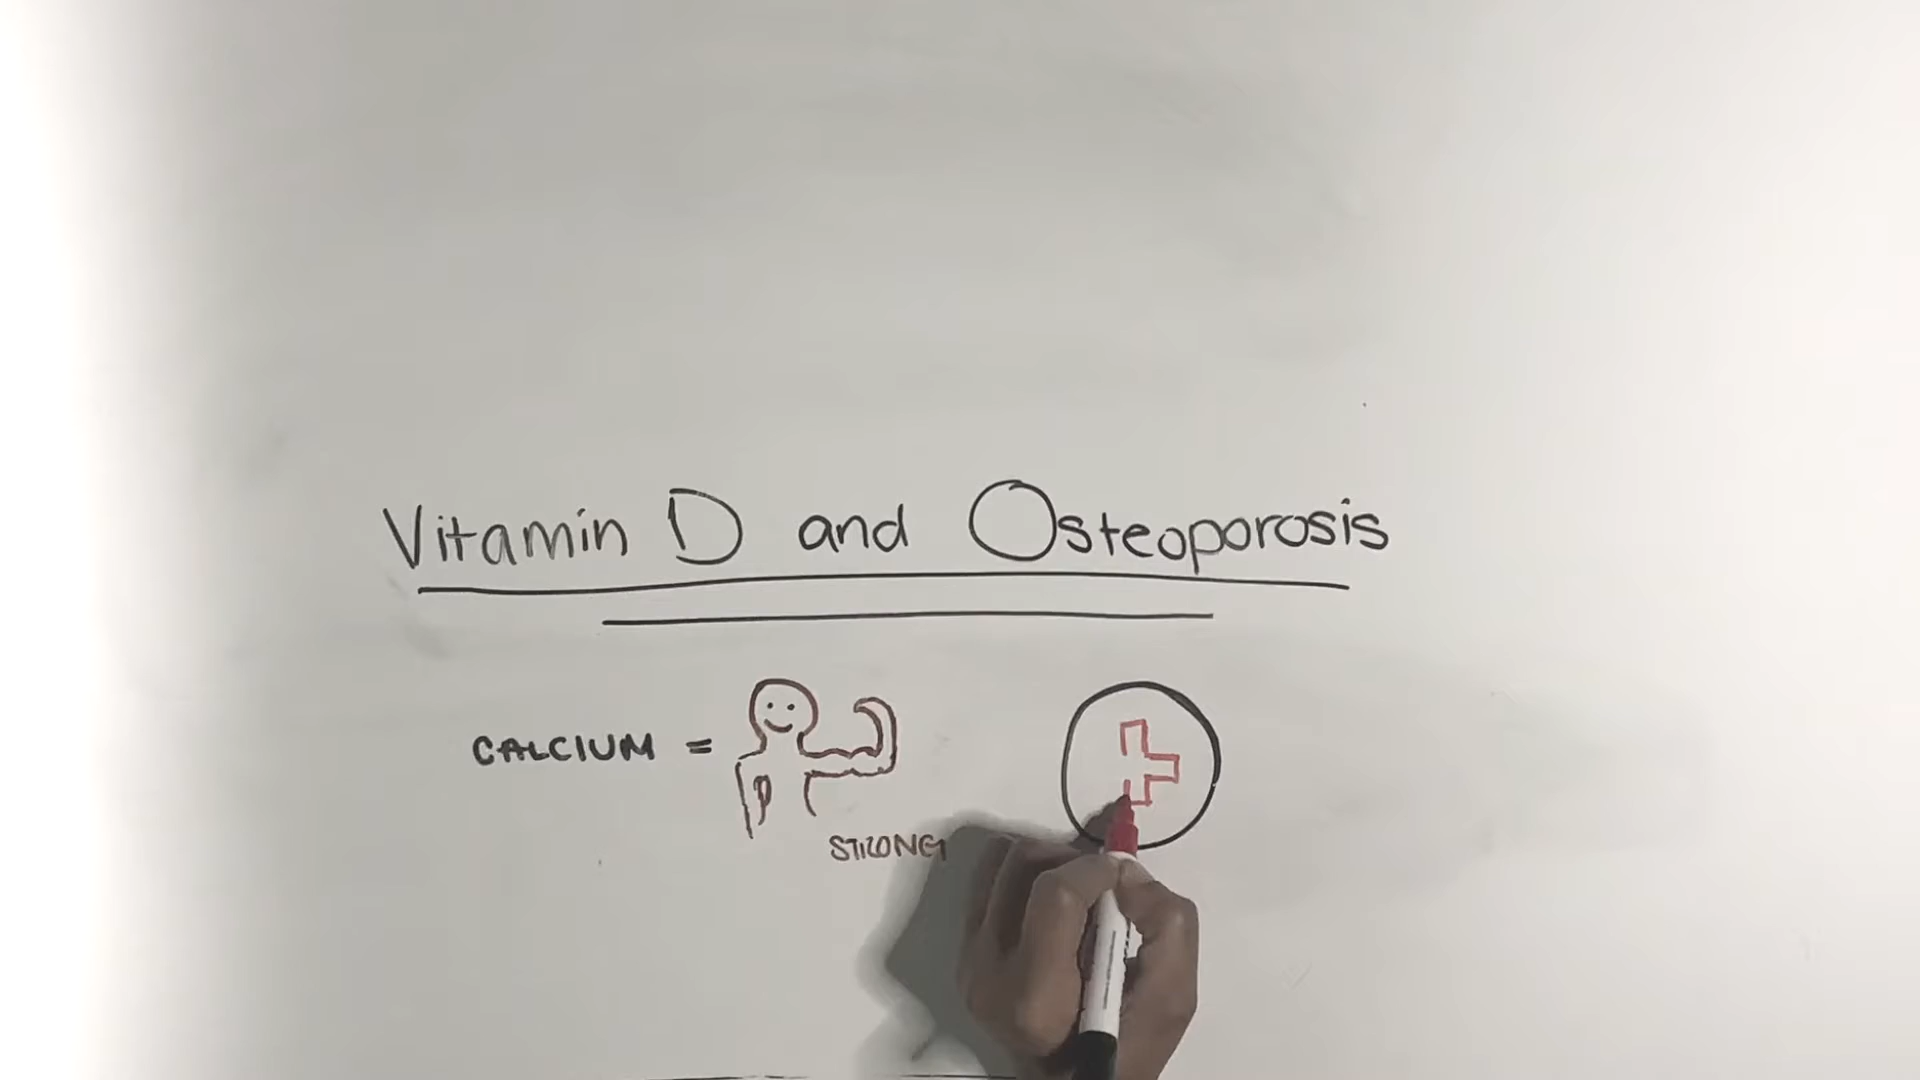 Vitamin D and Osteoporosis
CALCIUM =
STRONG